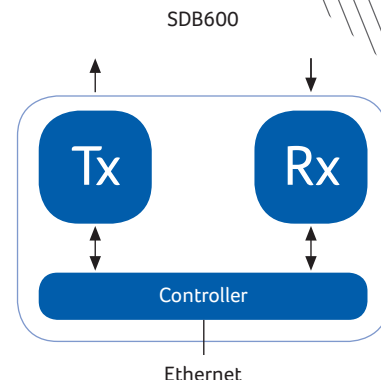 SDB600
Tx
Rx
Controller
Ethernet